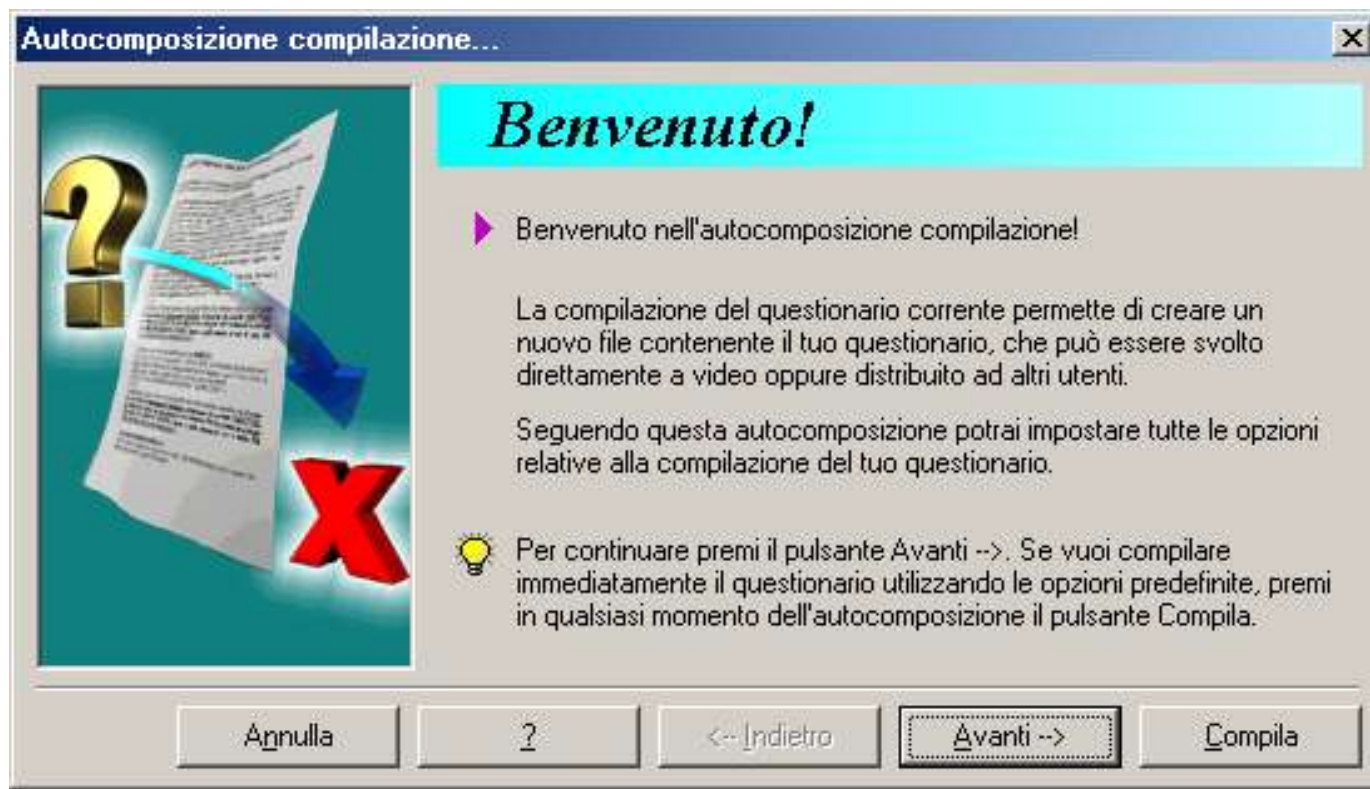 Autocomposizione compilazione...
Benvenuto!
Benvenuto nell'autocomposizione compilazione!
La compilazione del questionario corrente permette di creare un
nuovo file contenente il tuo questionario, che può essere svolto
direttamente a video oppure distribuito ad altri utenti.
Seguendo questa autocomposizione potrai impostare tutte le opzioni
relative alla compilazione del tuo questionario.
Per continuare premi il pulsante Avanti -->. Se vuoi compilare
immediatamente il questionario utilizzando le opzioni predefinite, premi
in qualsiasi momento dell'autocomposizione il pulsante Compila.
Annulla
?
<-- Indietro
Avanti -->
Compila